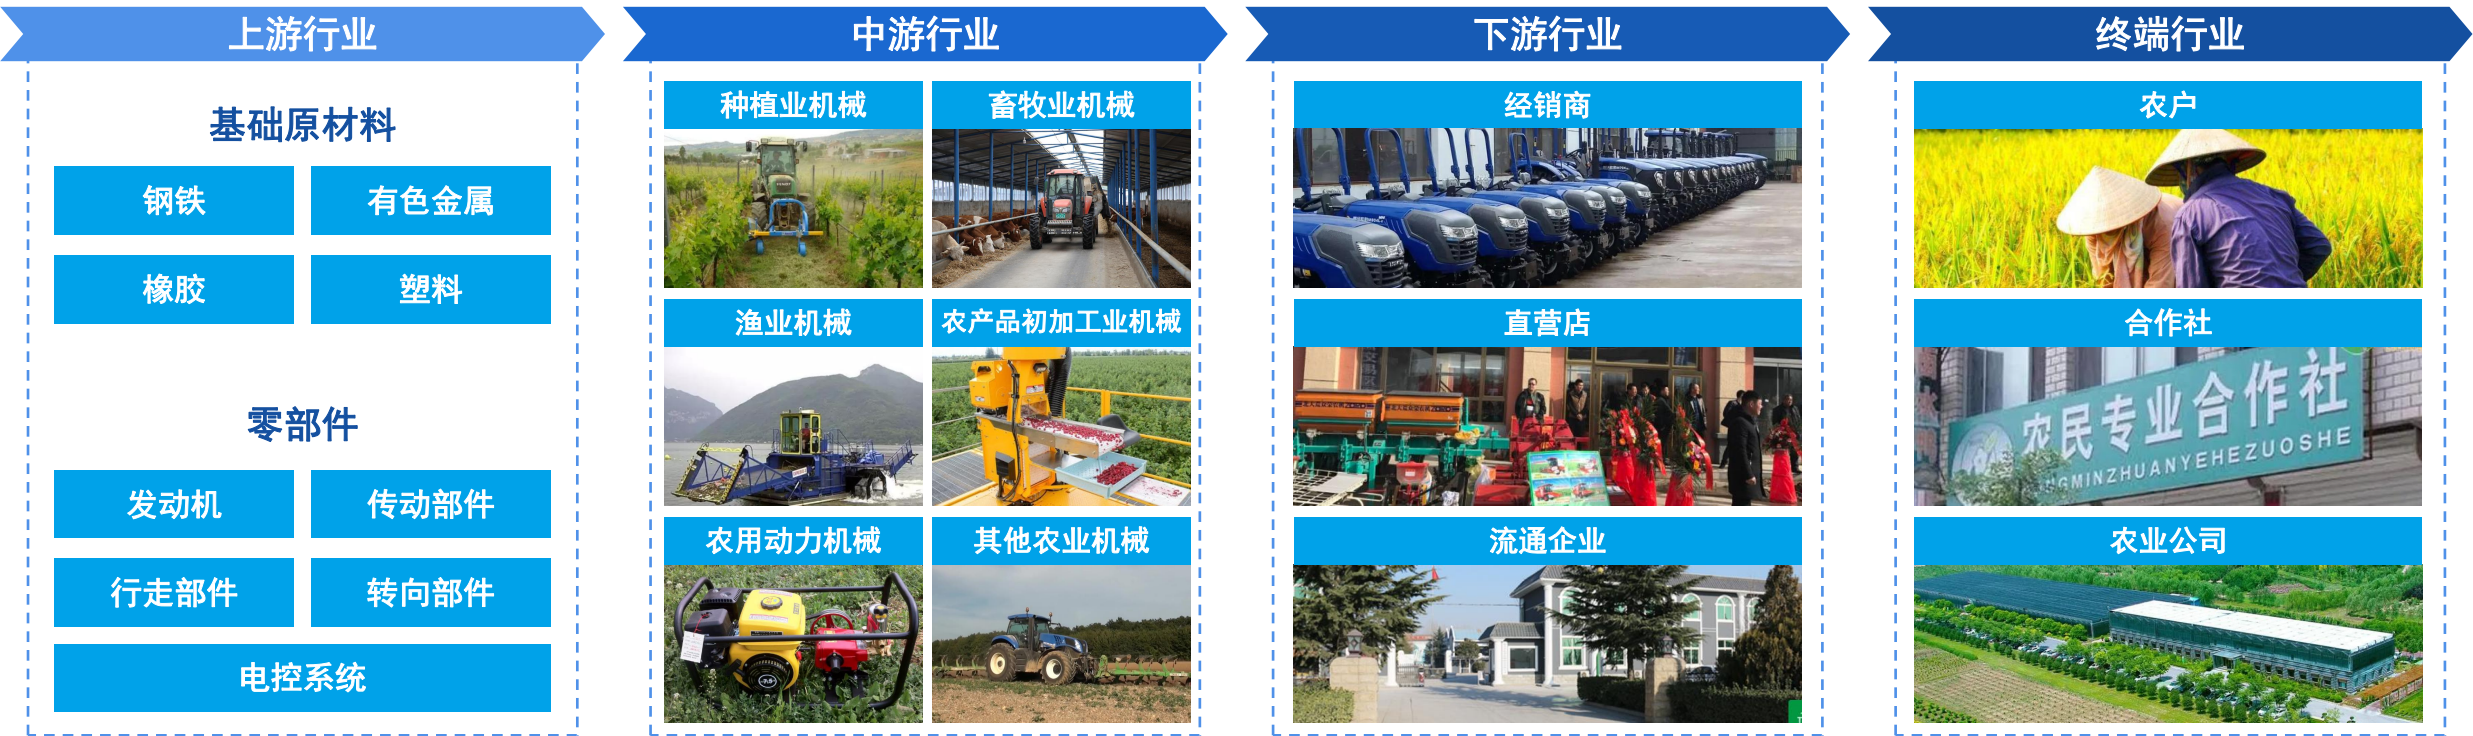 上游行业
基础原材料
钢铁
有色金属
橡胶
塑料
零部件
发动机
传动部件
行走部件
转向部件
电控系统
中游行业
种植业机械
畜牧业机械
渔业机械
农产品初加工业机械
农用动力机械
其他农业机械
下游行业
经销商
直营店
流通企业
终端行业
农户
合作社
农民专业合作社
NGMINZHUANYEHEZUOSHE
农业公司